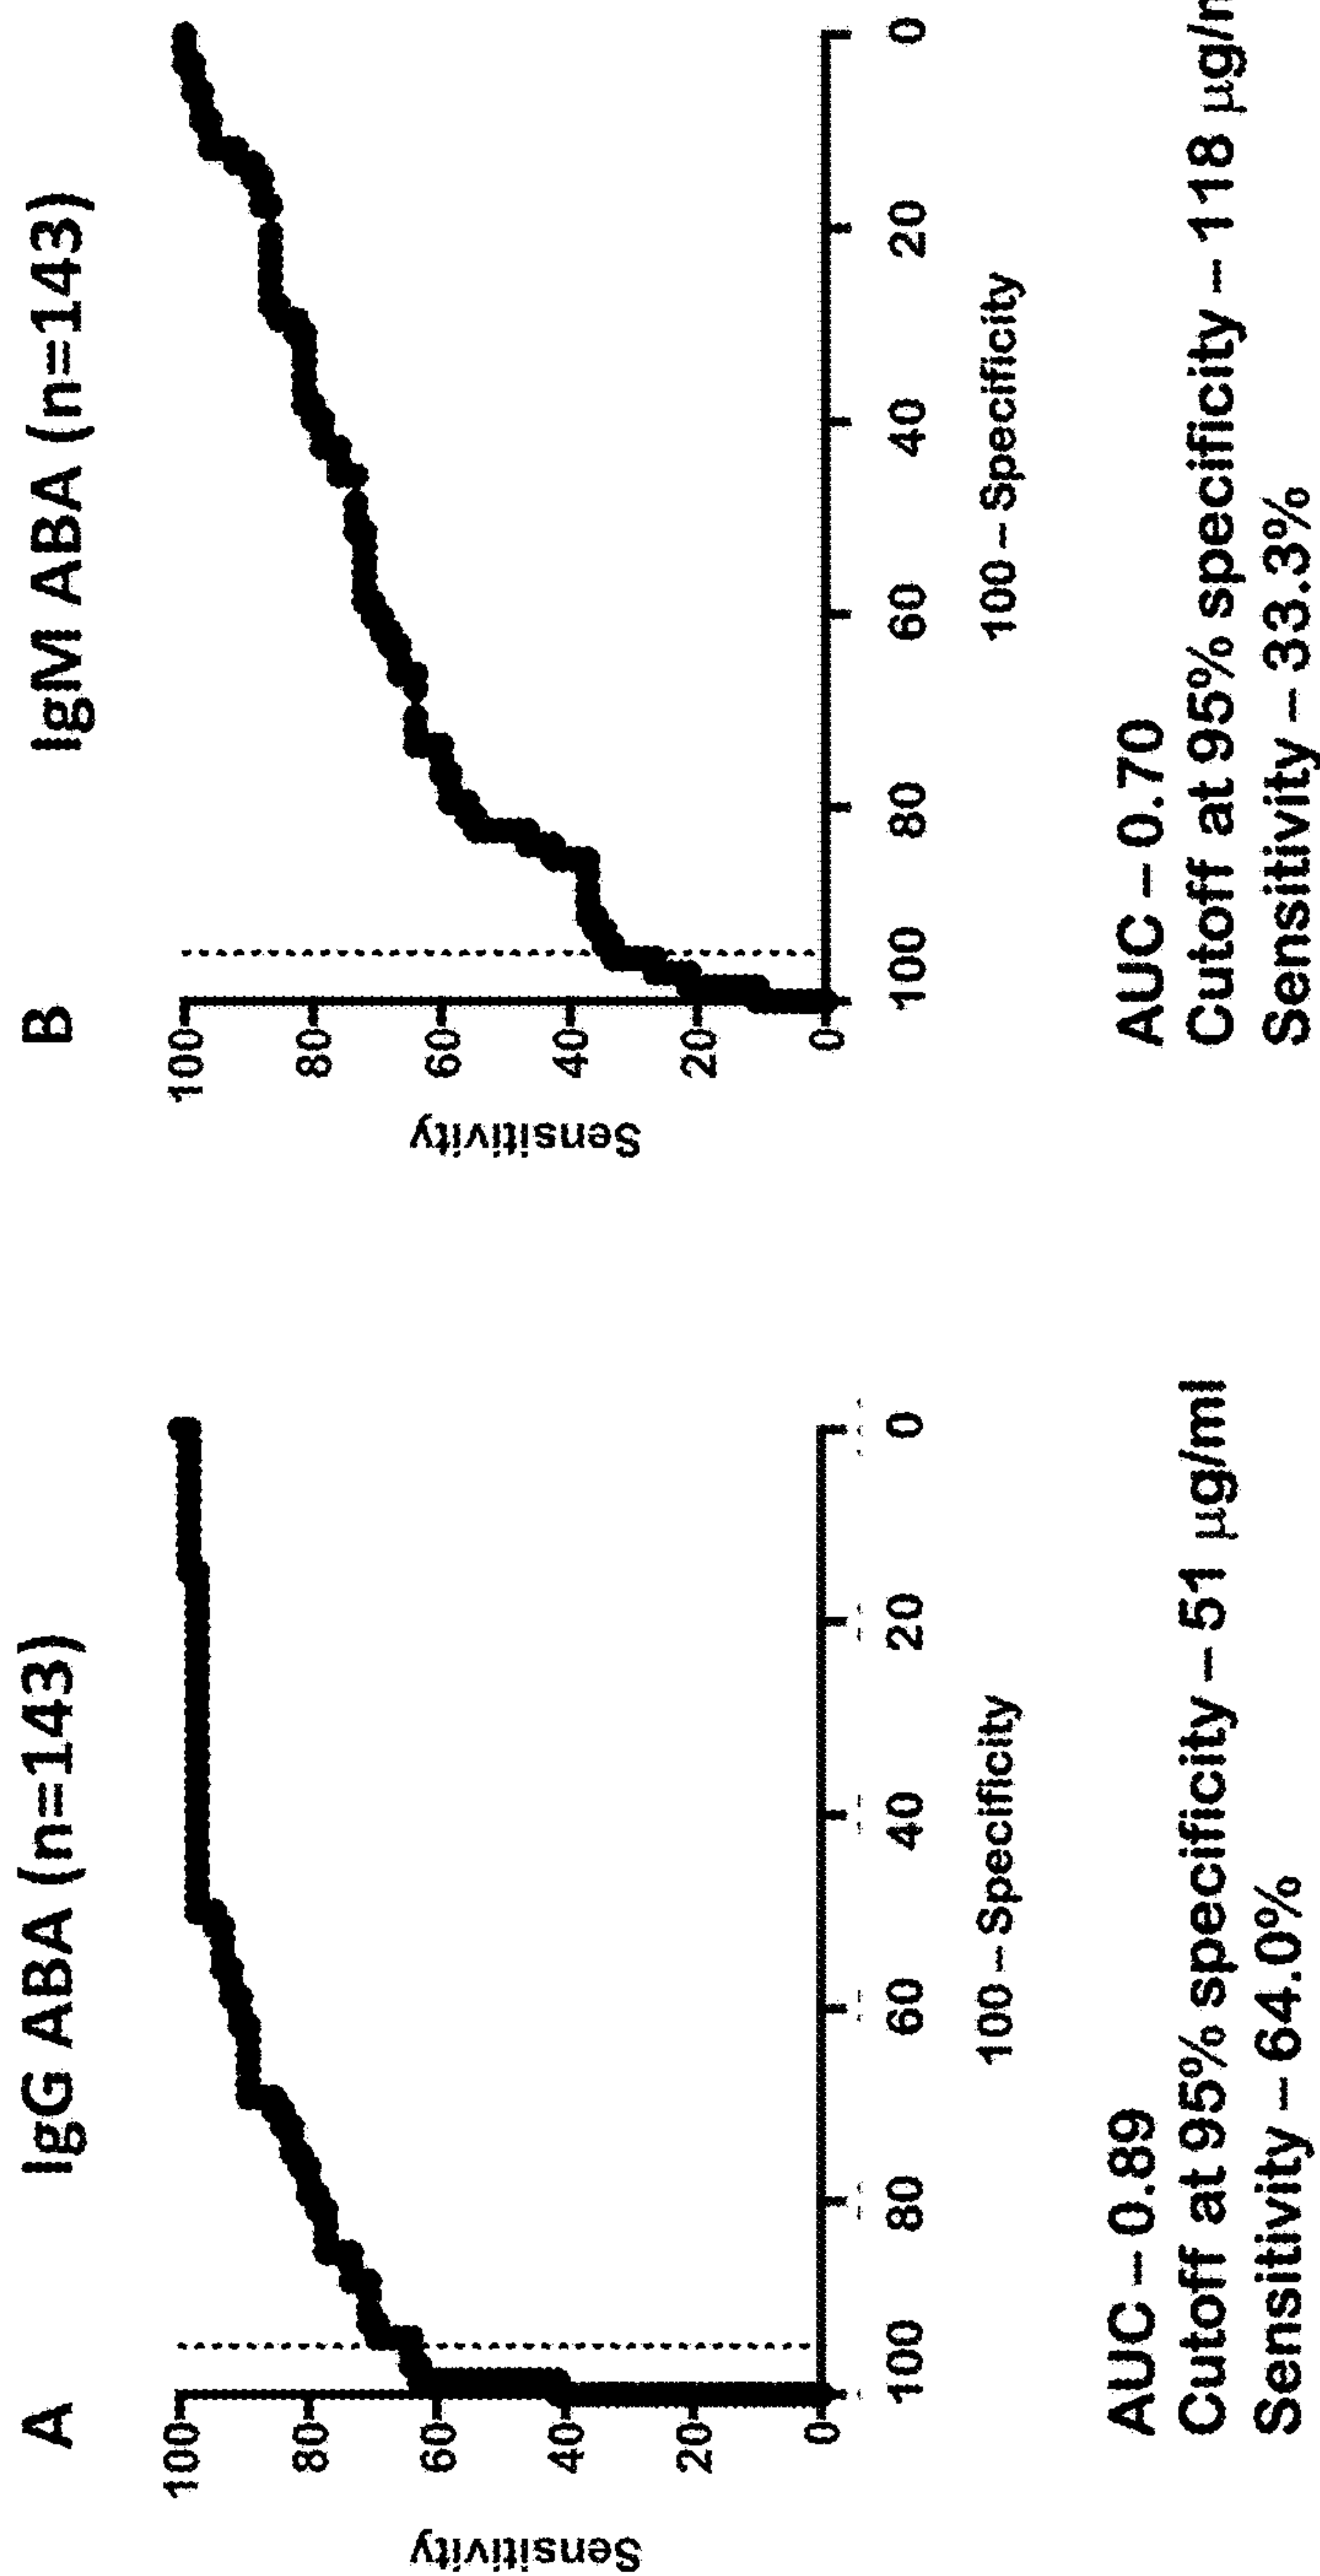 A
IgG ABA (n=143)
Sensitivity
100
80
60
40
20
0
100 80 60 40 20 0
100 – Specificity
AUC – 0.89
Cutoff at 95% specificity – 51 µg/ml
Sensitivity – 64.0%
B
IgM ABA (n=143)
Sensitivity
100
80
60
40
20
0
100 80 60 40 20 0
100 – Specificity
AUC – 0.70
Cutoff at 95% specificity – 118
Sensitivity – 33.3%